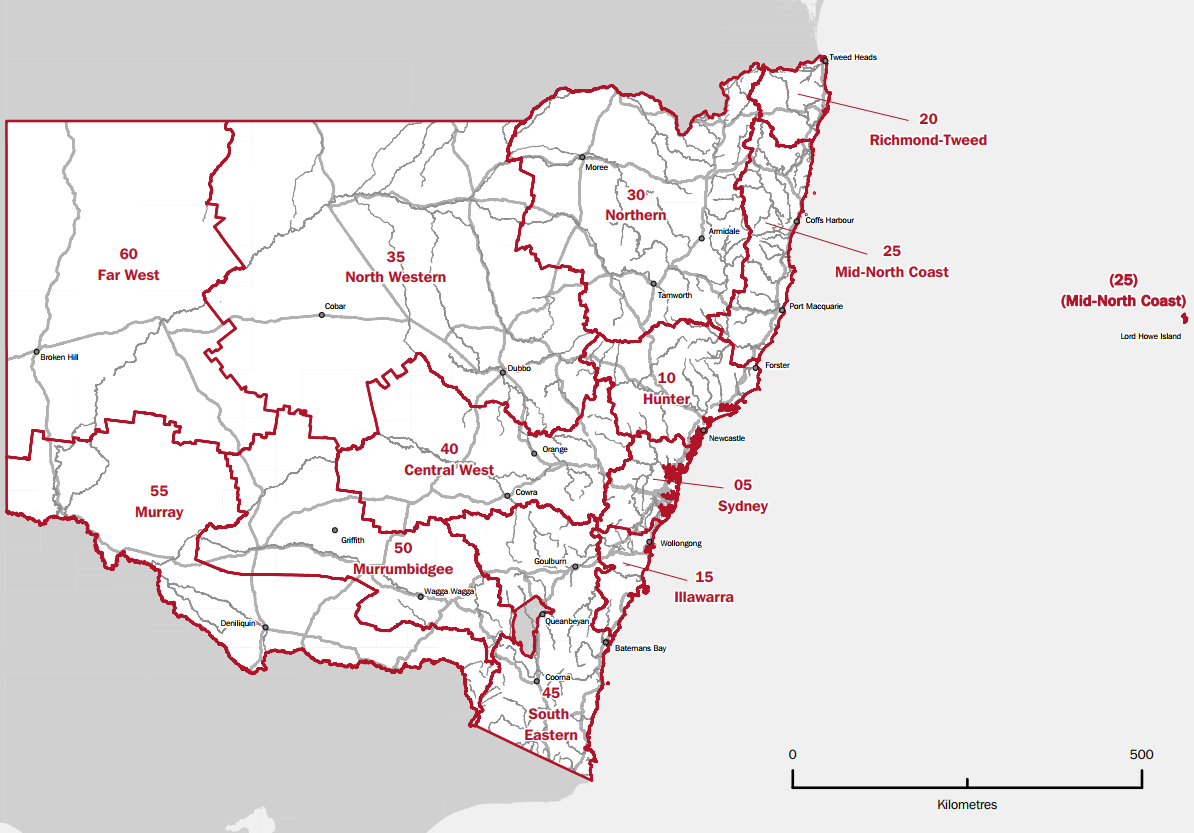 Tweed Heads
20
Richmond-Tweed
Moree
30
Northern
Armidale
Coffs Harbour
60
Far West
35
North Western
25
Mid-North Coast
(25)
(Mid-North Coast)
Lord Howe Island
Tamworth
Port Macquarie
Cobar
Broken Hill
Dubbo
Forster
10
Hunter
Newcastle
40
Central West
Orange
Cowra
05
Sydney
55
Murray
Griffith
50
Murrumbidgee
Wollongong
Goulburn
15
Illawarra
Wagga Wagga
Deniliquin
Queanbeyan
Batemans Bay
Cooma
45
South
Eastern
0
500
Kilometres